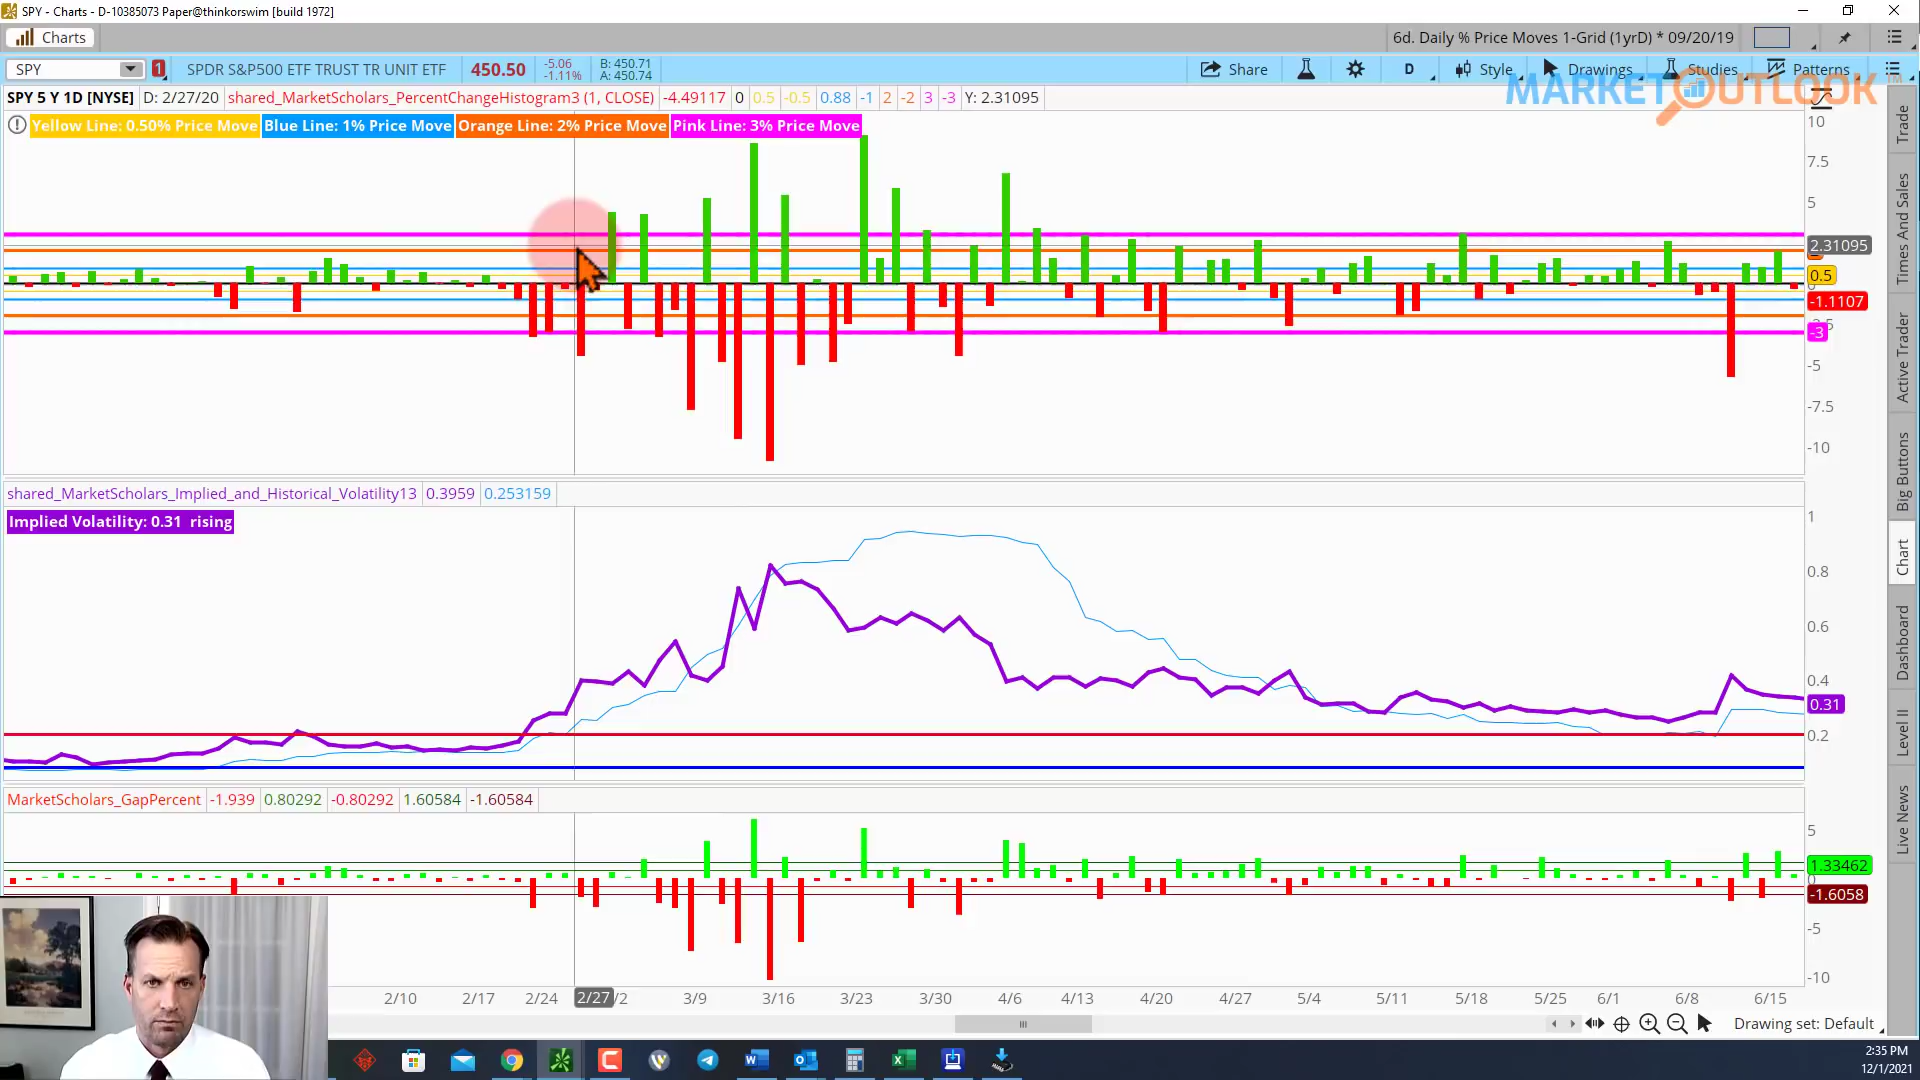 SPY - Charts - D-10385073 Paper@thinkorswim [build 1972]
Charts
6d. Daily % Price Moves 1-Grid (1yrD) * 09/20/19
SPY
1
SPDR S&P500 ETF TRUST TR UNIT ETF
450.50
-5.06
-1.11%
B: 450.71
A: 450.74
Share
D
Style
Drawings
Studies
Patterns
MARKETOUTLOOK
SPY 5 Y 1D [NYSE] D: 2/27/20 shared_MarketScholars_PercentChangeHistogram3 (1, CLOSE) -4.49117 0 0.5 -0.5 0.88 -1 2 -2 3 -3 Y: 2.31095
Yellow Line: 0.50% Price Move Blue Line: 1% Price Move Orange Line: 2% Price Move Pink Line: 3% Price Move
10
7.5
5
2.31095
0.5
-1.1107
-3
-5
-7.5
-10
shared_MarketScholars_Implied_and_Historical_Volatility13 0.3959 0.253159
Implied Volatility: 0.31 rising
1
0.8
0.6
0.4
0.31
0.2
MarketScholars_GapPercent -1.939 0.80292 -0.80292 1.60584 -1.60584
5
1.33462
-1.6058
-5
-10
2/10 2/17 2/24 2/27 /2 3/9 3/16 3/23 3/30 4/6 4/13 4/20 4/27 5/4 5/11 5/18 5/25 6/1 6/8 6/15
Drawing set: Default
Trade
Times And Sales
Active Trader
Big Buttons
Chart
Dashboard
Level II
Live News
2:35 PM
12/1/2021